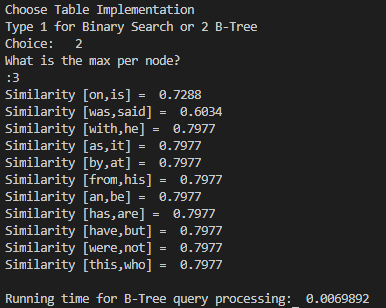 Choose Table Implementation
Type 1 for Binary Search or 2 B-Tree
Choice:   2
What is the max per node?
:3
Similarity [on,is] =  0.7288
Similarity [was,said] =  0.6034
Similarity [with,he] =  0.7977
Similarity [as,it] =  0.7977
Similarity [by,at] =  0.7977
Similarity [from,his] =  0.7977
Similarity [an,be] =  0.7977
Similarity [has,are] =  0.7977
Similarity [have,but] =  0.7977
Similarity [were,not] =  0.7977
Similarity [this,who] =  0.7977
Running time for B-Tree query processing:_ 0.0069892